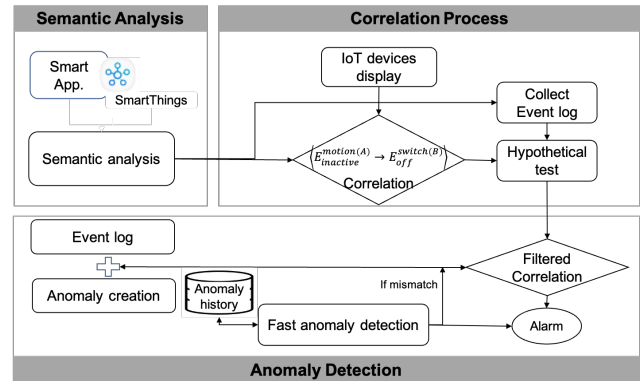 Semantic Analysis
Correlation Process
Smart
App.
SmartThings
Semantic analysis
IoT devices
display
⟨E^{motion(A)}_{inactive} → E^{switch(B)}_{off}⟩
Correlation
Collect
Event log
Hypothetical
test
Event log
Anomaly creation
Anomaly
history
Fast anomaly detection
If mismatch
Filtered
Correlation
Alarm
Anomaly Detection